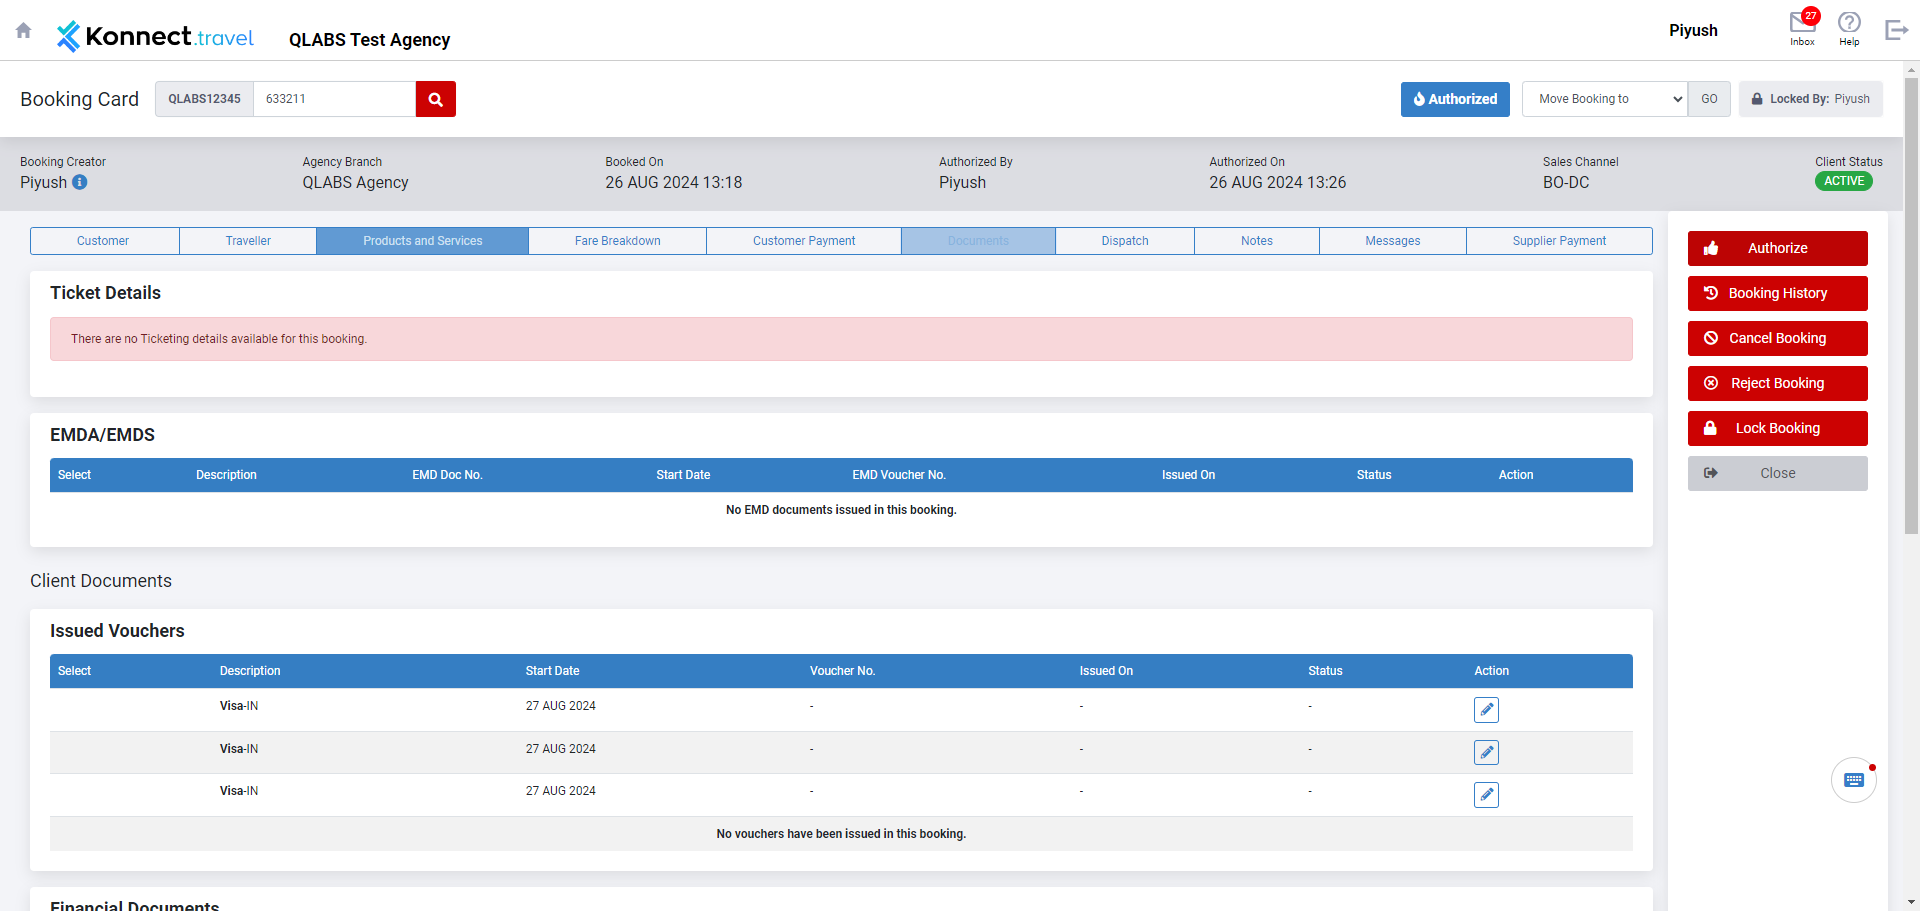 Konnect.travel
QLABS Test Agency
Piyush
27
Inbox
Help
Booking Card
QLABS12345
633211
Authorized
Move Booking to
GO
Locked By: Piyush
Booking Creator
Piyush
Agency Branch
QLABS Agency
Booked On
26 AUG 2024 13:18
Authorized By
Piyush
Authorized On
26 AUG 2024 13:26
Sales Channel
BO-DC
Client Status
ACTIVE
Customer
Traveller
Products and Services
Fare Breakdown
Customer Payment
Documents
Dispatch
Notes
Messages
Supplier Payment
Authorize
Booking History
Cancel Booking
Reject Booking
Lock Booking
Close
Ticket Details
There are no Ticketing details available for this booking.
EMDA/EMDS
Select Description EMD Doc No. Start Date EMD Voucher No. Issued On Status Action
No EMD documents issued in this booking.
Client Documents
Issued Vouchers
Select Description Start Date Voucher No. Issued On Status Action
Visa-IN 27 AUG 2024 - - -
Visa-IN 27 AUG 2024 - - -
Visa-IN 27 AUG 2024 - - -
No vouchers have been issued in this booking.
Financial Documents